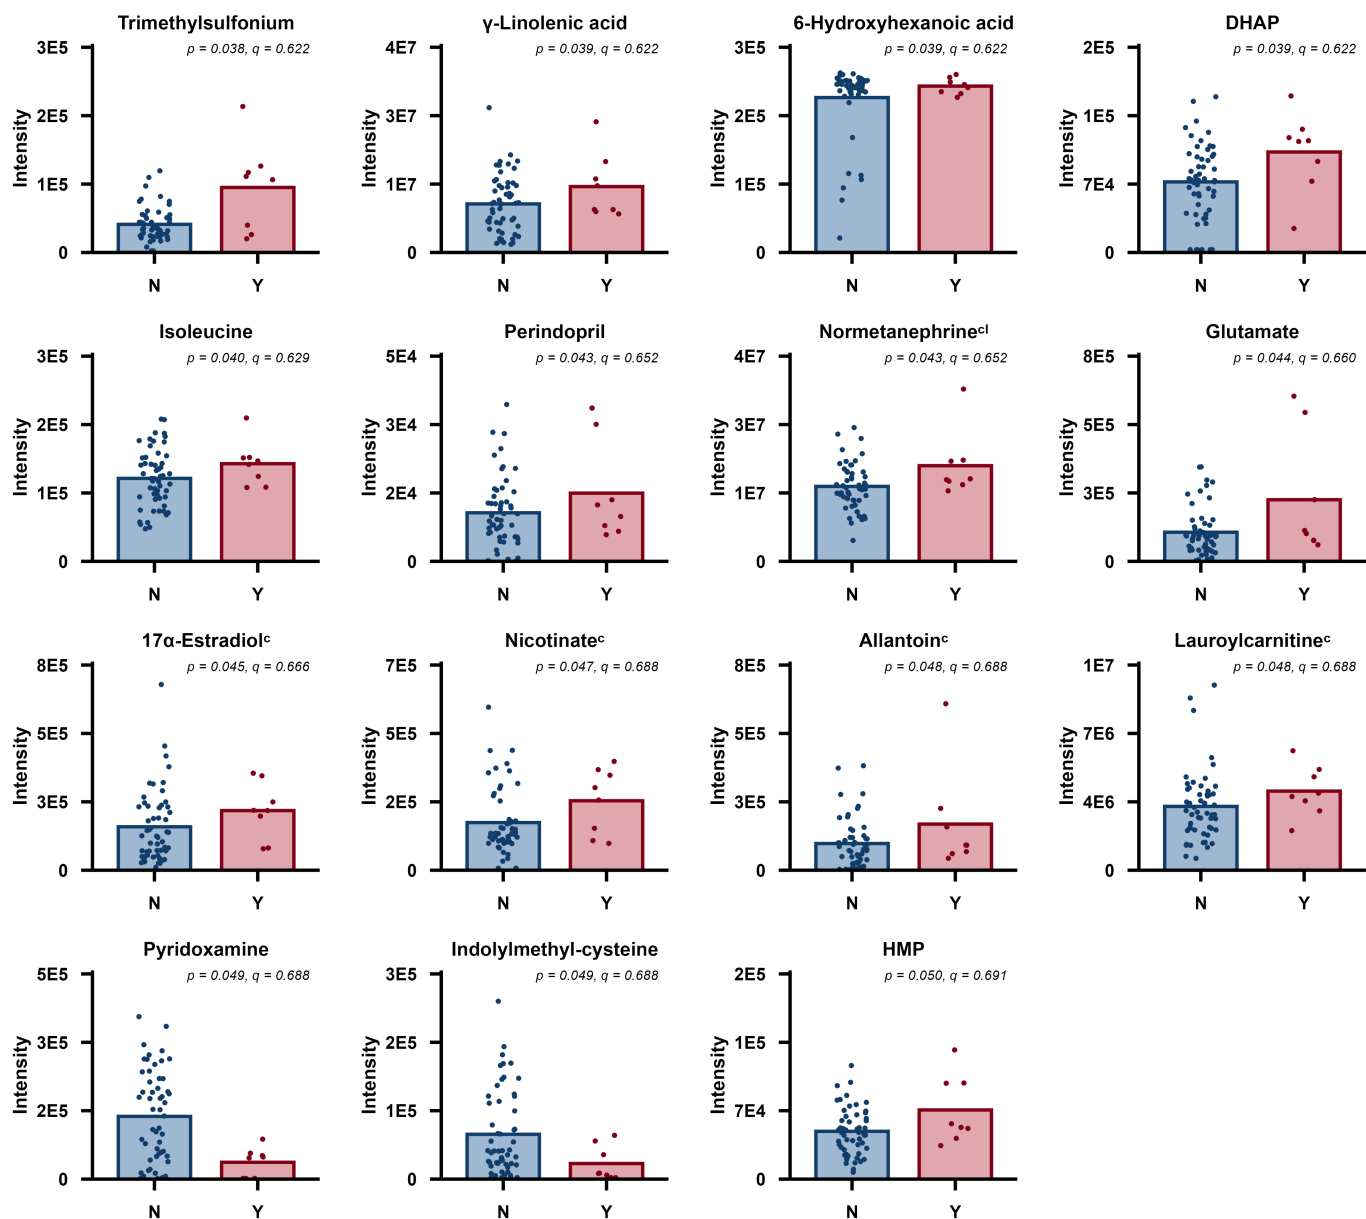 Trimethylsulfonium
p = 0.038, q = 0.622
Intensity
3E5
2E5
1E5
0
N Y
γ-Linolenic acid
p = 0.039, q = 0.622
Intensity
4E7
3E7
1E7
0
N Y
6-Hydroxyhexanoic acid
p = 0.039, q = 0.622
Intensity
3E5
2E5
1E5
0
N Y
DHAP
p = 0.039, q = 0.622
Intensity
2E5
1E5
7E4
0
N Y
Isoleucine
p = 0.040, q = 0.629
Intensity
3E5
2E5
1E5
0
N Y
Perindopril
p = 0.043, q = 0.652
Intensity
5E4
3E4
2E4
0
N Y
Normetanephrineᶜˡ
p = 0.043, q = 0.652
Intensity
4E7
3E7
1E7
0
N Y
Glutamate
p = 0.044, q = 0.660
Intensity
8E5
5E5
3E5
0
N Y
17α-Estradiolᶜ
p = 0.045, q = 0.666
Intensity
8E5
5E5
3E5
0
N Y
Nicotinateᶜ
p = 0.047, q = 0.688
Intensity
7E5
5E5
2E5
0
N Y
Allantoinᶜ
p = 0.048, q = 0.688
Intensity
8E5
5E5
3E5
0
N Y
Lauroylcarnitineᶜ
p = 0.048, q = 0.688
Intensity
1E7
7E6
4E6
0
N Y
Pyridoxamine
p = 0.049, q = 0.688
Intensity
5E5
3E5
2E5
0
N Y
Indolylmethyl-cysteine
p = 0.049, q = 0.688
Intensity
3E5
2E5
1E5
0
N Y
HMP
p = 0.050, q = 0.691
Intensity
2E5
1E5
7E4
0
N Y